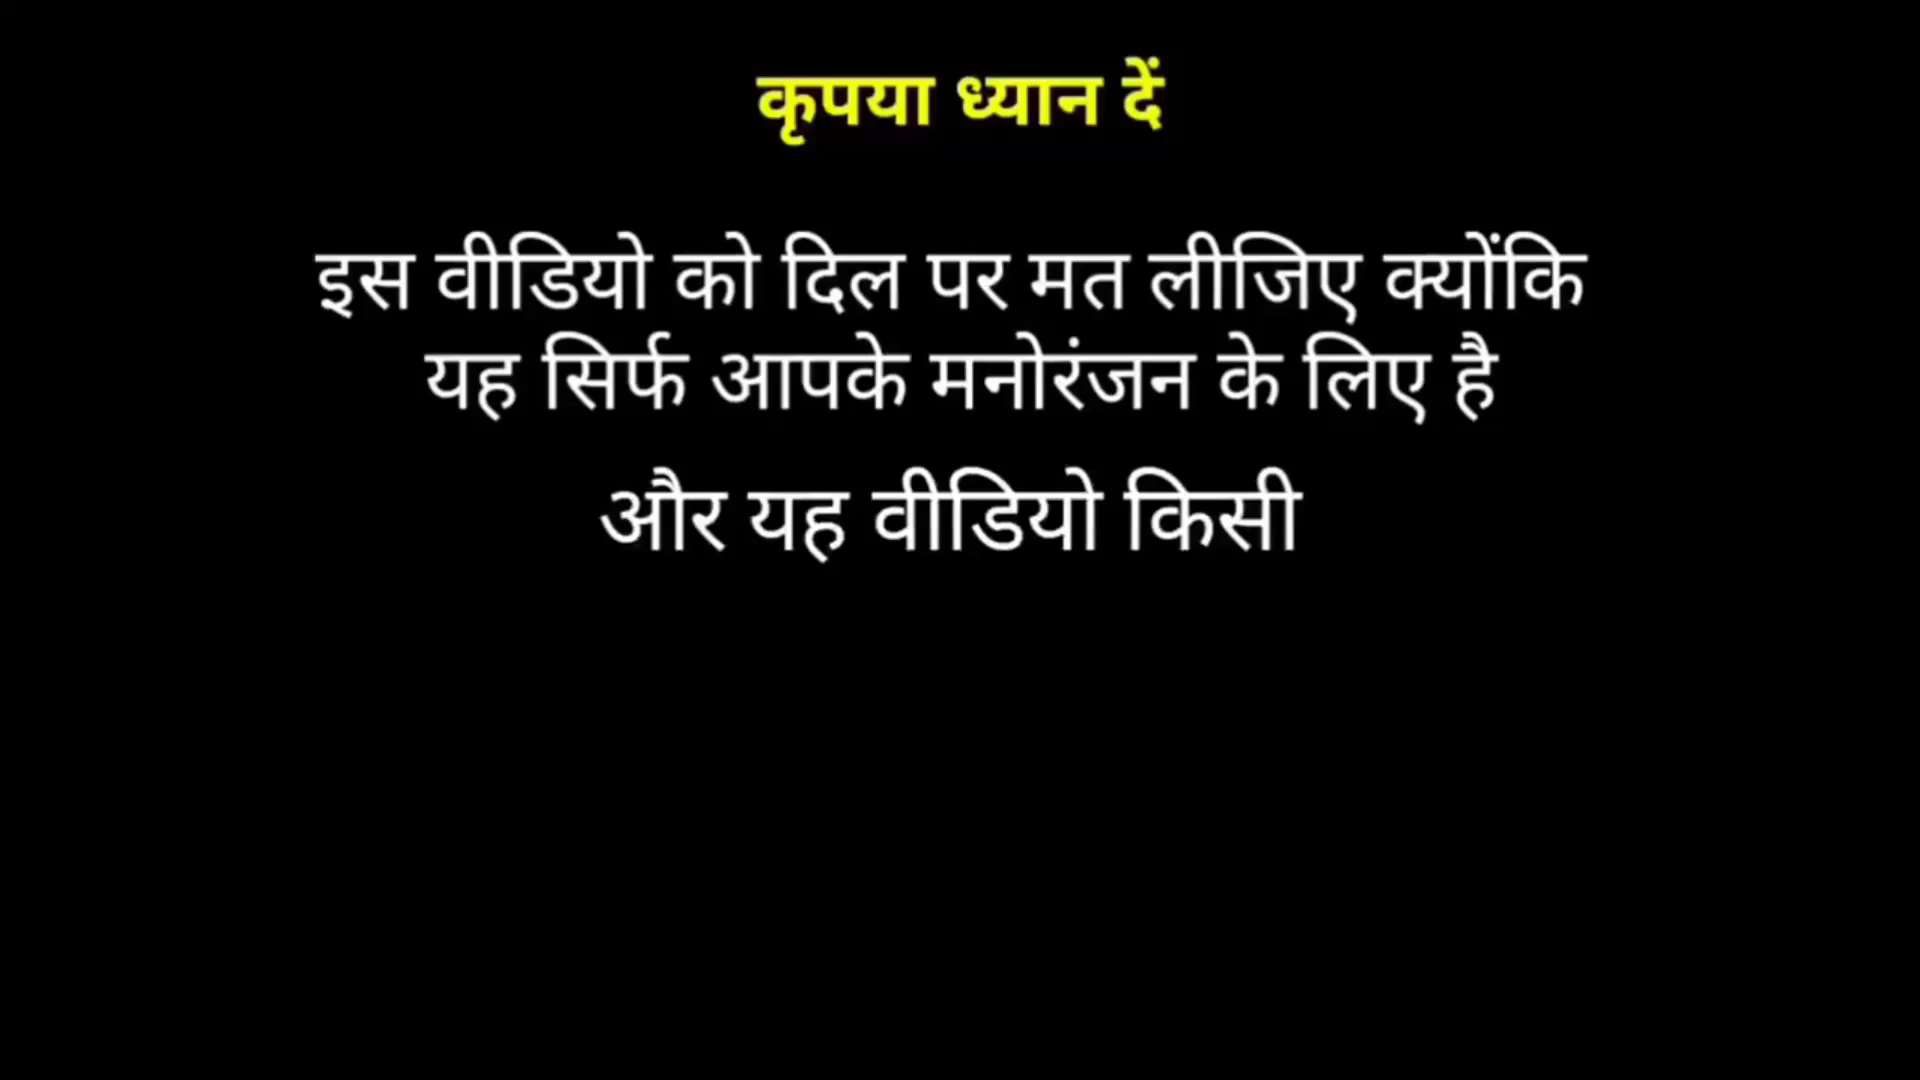 कृपया ध्यान दें
इस वीडियो को दिल पर मत लीजिए क्योंकि
यह सिर्फ आपके मनोरंजन के लिए है
और यह वीडियो किसी